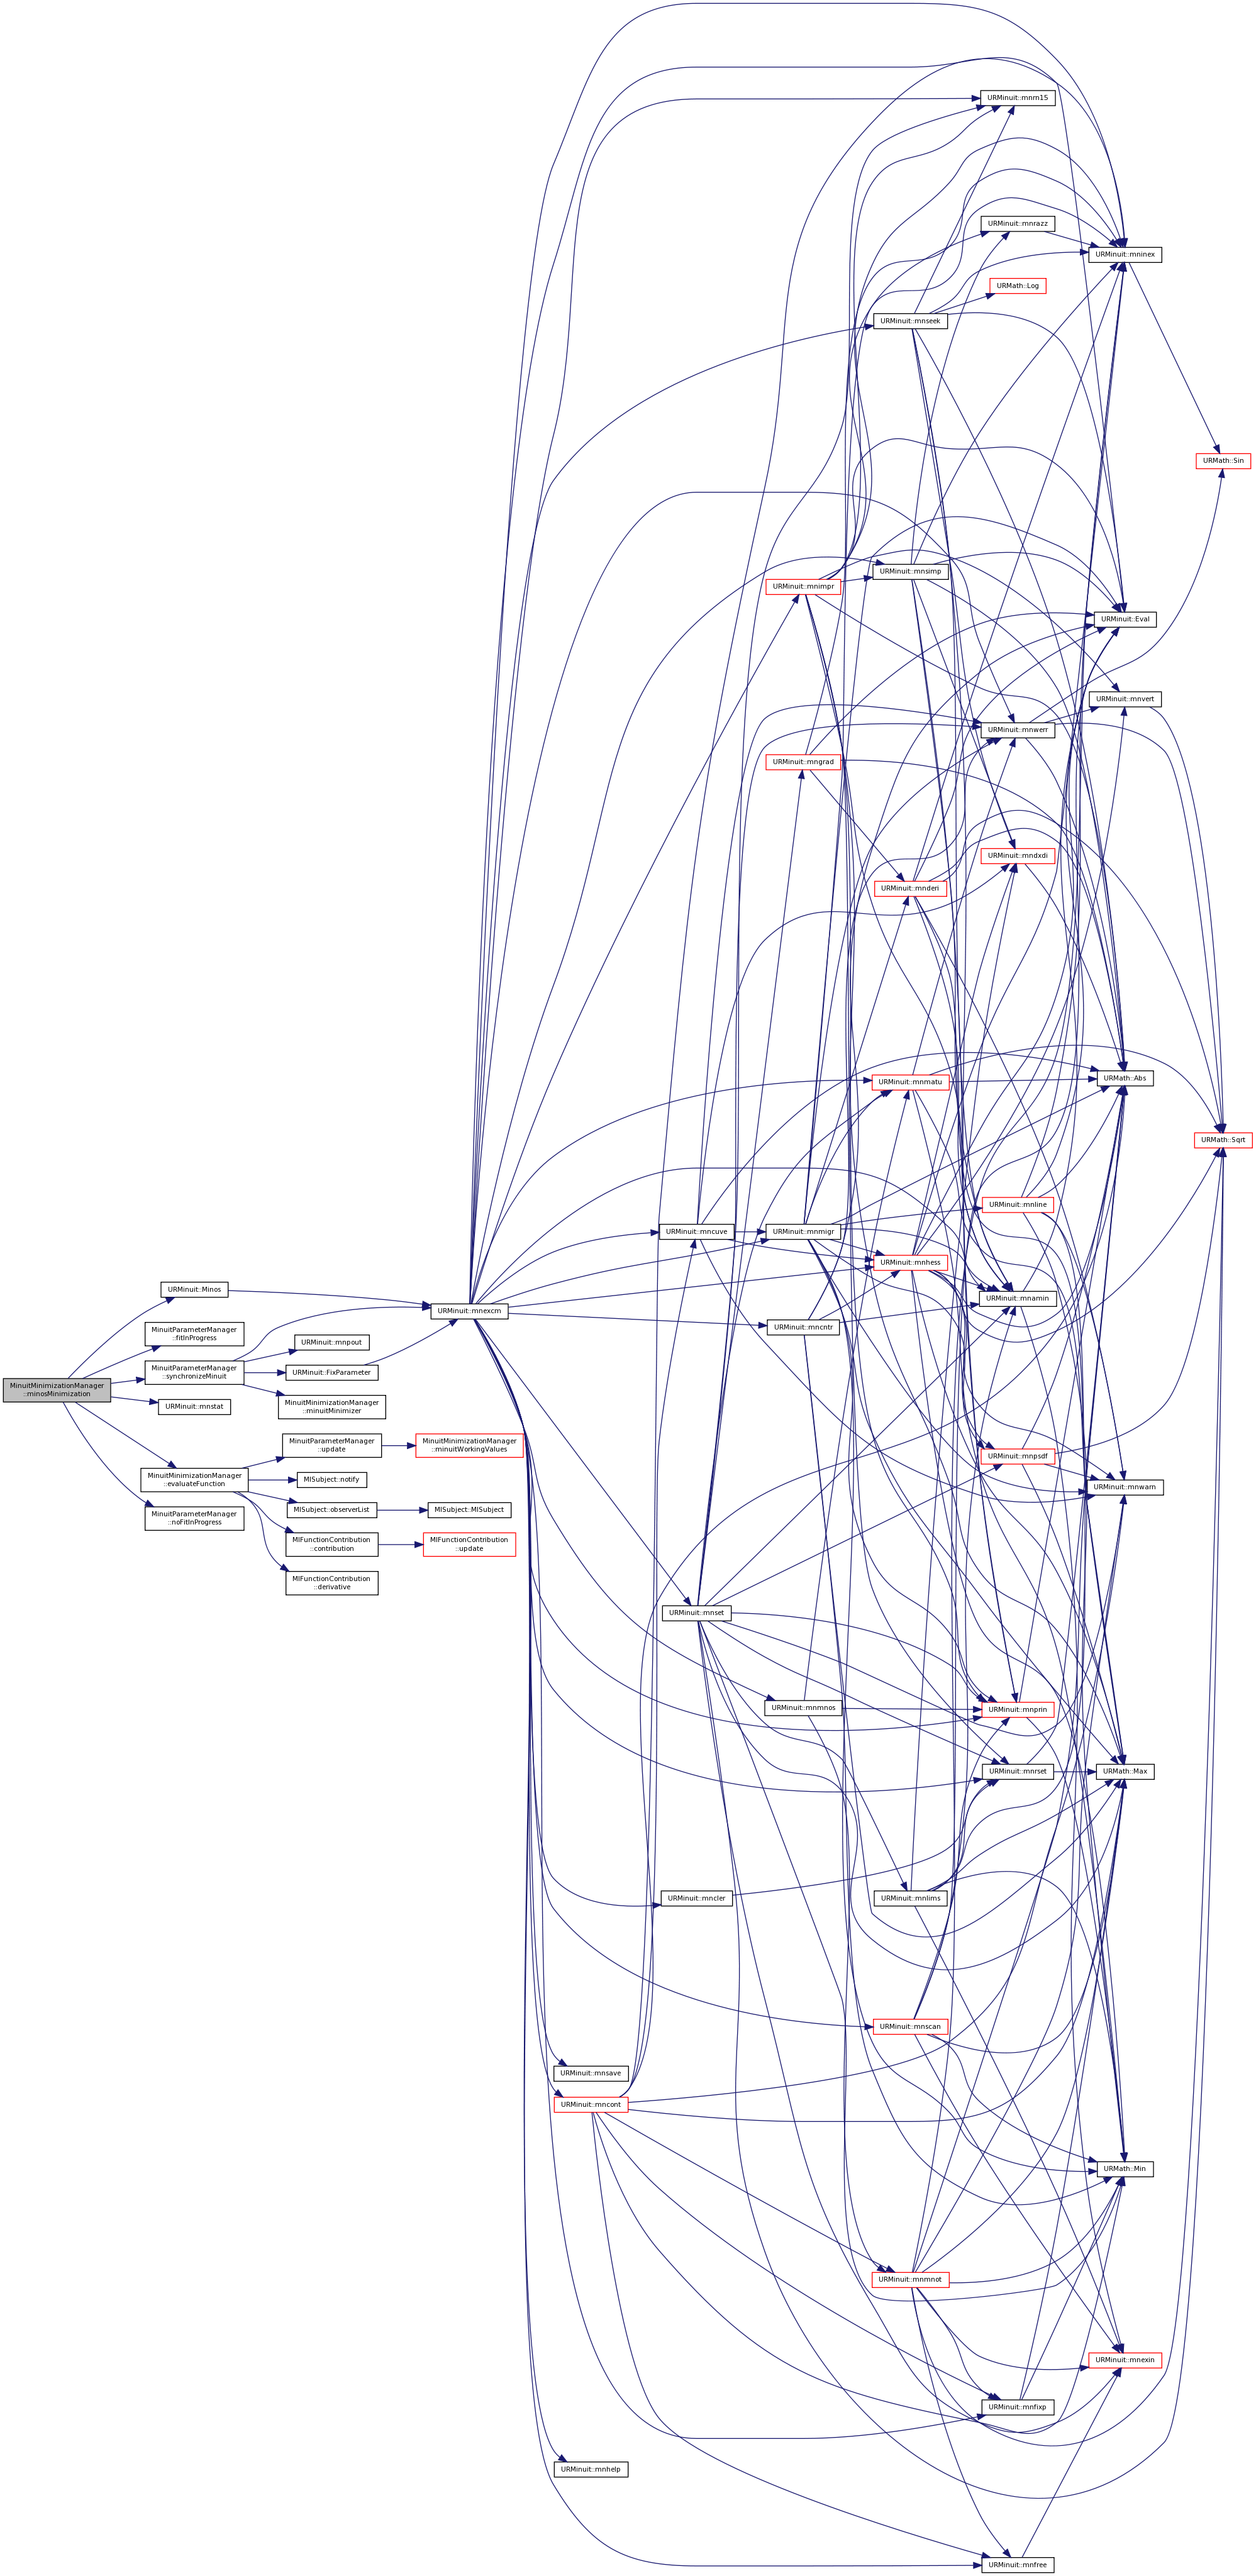 MinuitMinimizationManager
::minosMinimization
URMinuit::Minos
MinuitParameterManager
::fitInProgress
MinuitParameterManager
::synchronizeMinuit
URMinuit::mnstat
MinuitMinimizationManager
::evaluateFunction
MinuitParameterManager
::noFitInProgress
URMinuit::mnpout
URMinuit::FixParameter
MinuitMinimizationManager
::minuitMinimizer
MinuitParameterManager
::update
MISubject::notify
MISubject::observerList
MIFunctionContribution
::contribution
MIFunctionContribution
::derivative
URMinuit::mnexcm
MinuitMinimizationManager
::minuitWorkingValues
MISubject::MISubject
MIFunctionContribution
::update
URMinuit::mnsave
URMinuit::mncont
URMinuit::mnhelp
URMinuit::mncuve
URMinuit::mnset
URMinuit::mncler
URMinuit::mnimpr
URMinuit::mngrad
URMinuit::mnmigr
URMinuit::mncntr
URMinuit::mnmnos
URMinuit::mnseek
URMinuit::mnsimp
URMinuit::mnderi
URMinuit::mnmatu
URMinuit::mnhess
URMinuit::mnlims
URMinuit::mnscan
URMinuit::mnmnot
URMinuit::mnrn15
URMinuit::mnrazz
URMath::Log
URMinuit::mnwerr
URMinuit::mndxdi
URMinuit::mnline
URMinuit::mnamin
URMinuit::mnpsdf
URMinuit::mnprin
URMinuit::mnrset
URMinuit::mnfixp
URMinuit::mnfree
URMinuit::mninex
URMinuit::Eval
URMinuit::mnvert
URMath::Abs
URMinuit::mnwarn
URMath::Max
URMath::Min
URMinuit::mnexin
URMath::Sin
URMath::Sqrt